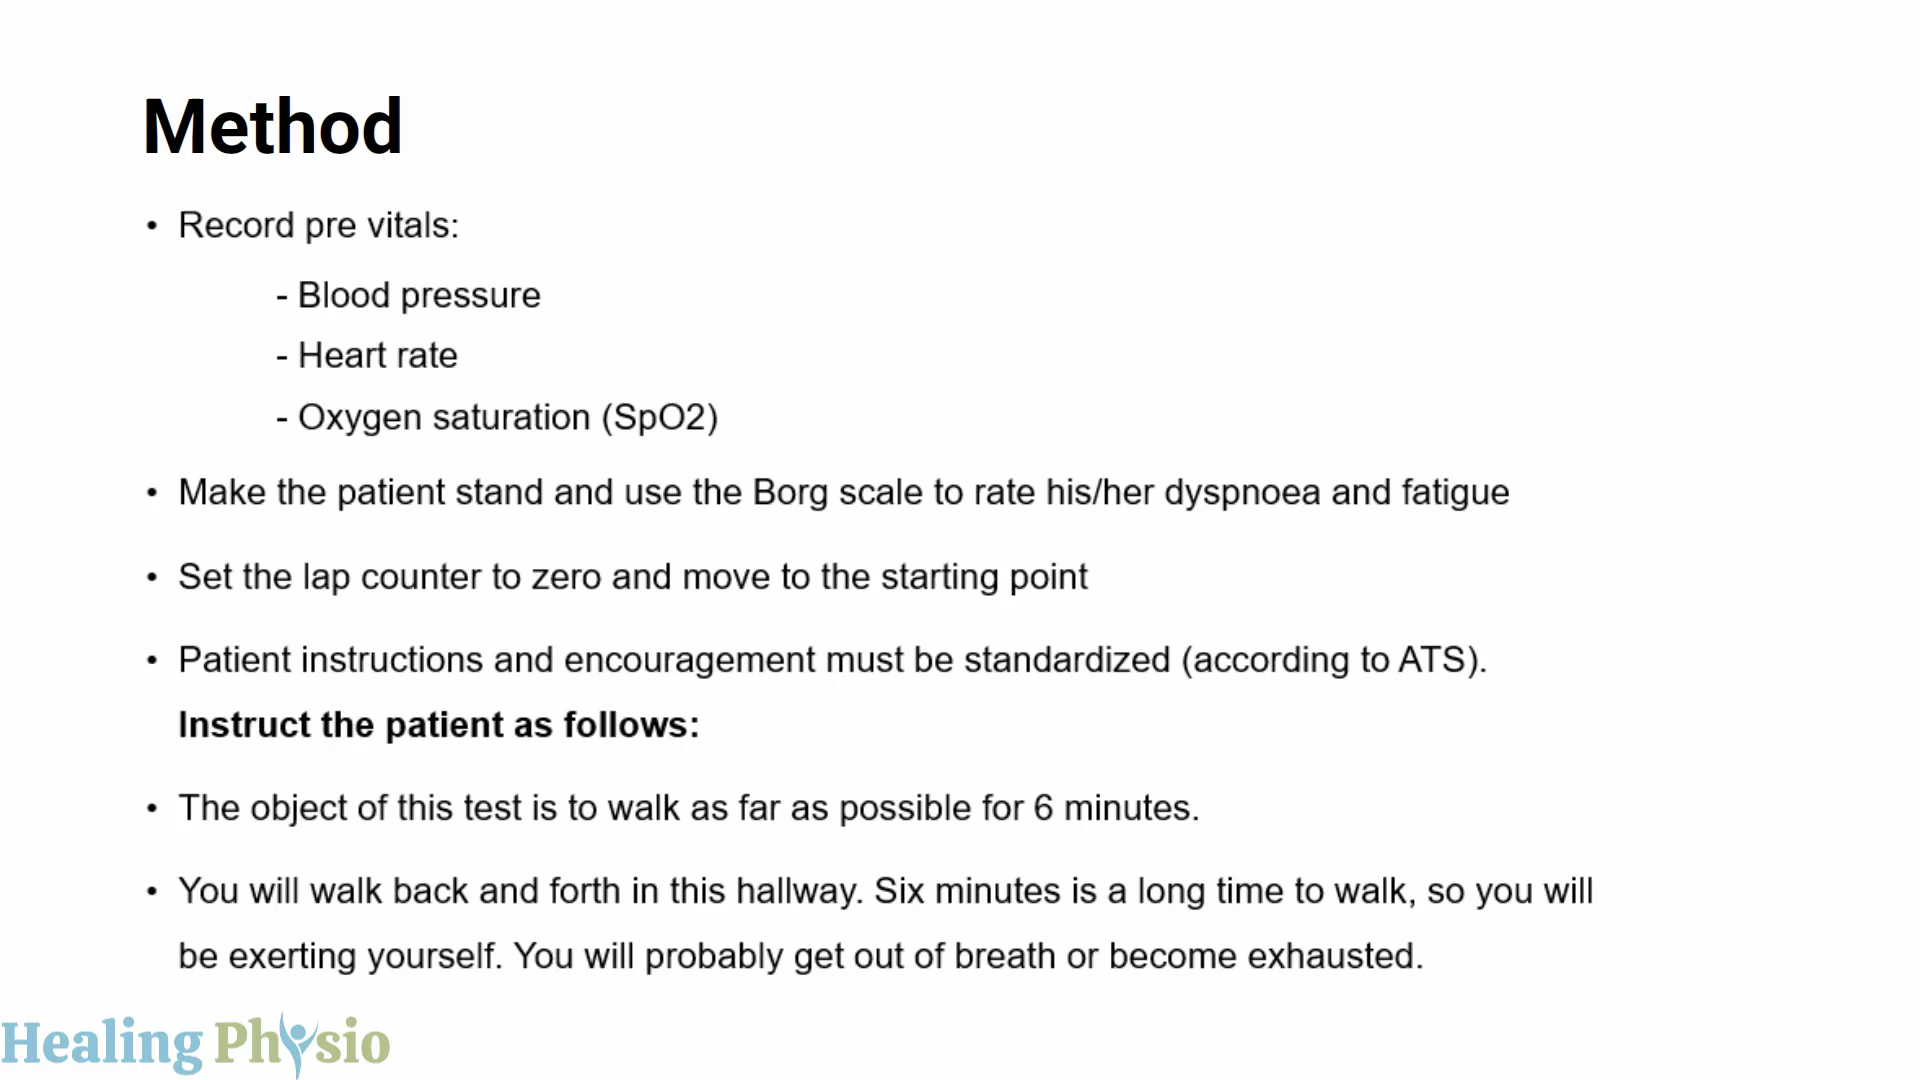 Method
• Record pre vitals:
- Blood pressure
- Heart rate
- Oxygen saturation (SpO2)
• Make the patient stand and use the Borg scale to rate his/her dyspnoea and fatigue
• Set the lap counter to zero and move to the starting point
• Patient instructions and encouragement must be standardized (according to ATS).
Instruct the patient as follows:
• The object of this test is to walk as far as possible for 6 minutes.
• You will walk back and forth in this hallway. Six minutes is a long time to walk, so you will
be exerting yourself. You will probably get out of breath or become exhausted.
Healing Physio